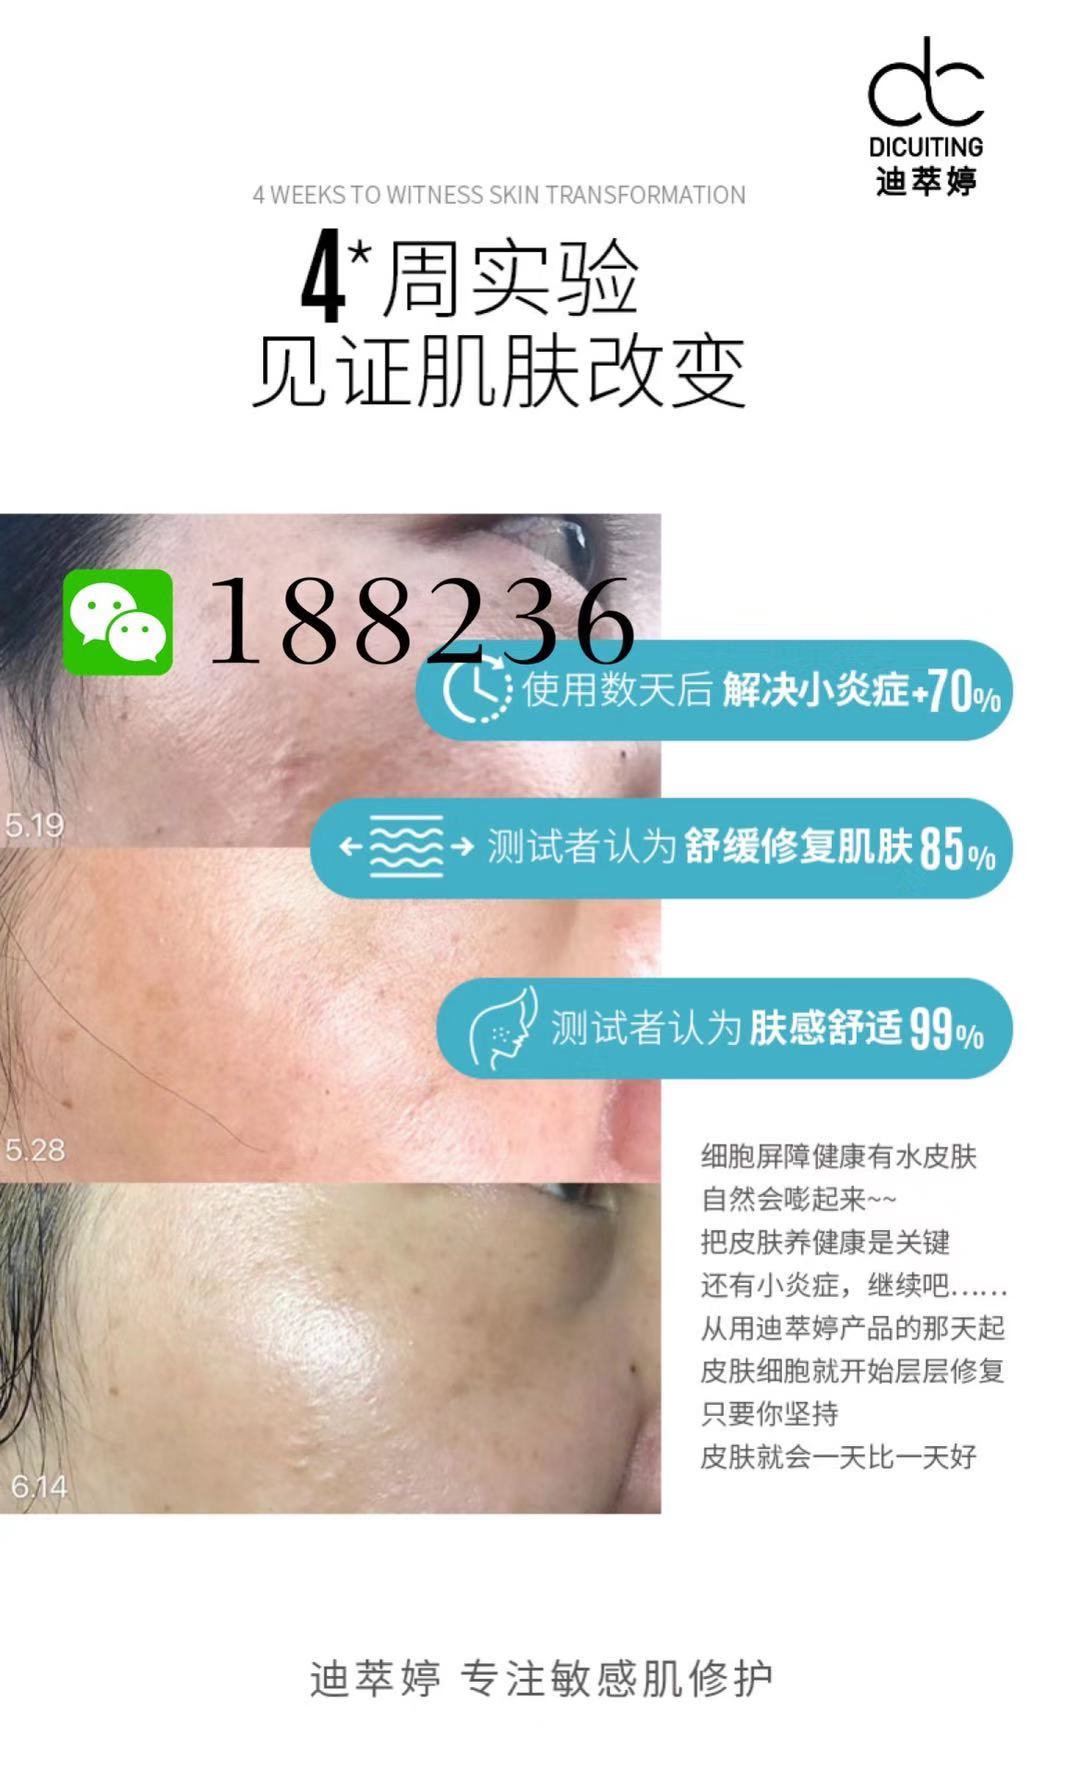 dc
DICUITING
迪萃婷
4 WEEKS TO WITNESS SKIN TRANSFORMATION
4*周实验
见证肌肤改变
188236
使用数天后 解决小炎症+70%
5.19
测试者认为 舒缓修复肌肤 85%
测试者认为 肤感舒适 99%
5.28
细胞屏障健康有水皮肤
自然会嘭起来~~
把皮肤养健康是关键
还有小炎症，继续吧……
从用迪萃婷产品的那天起
皮肤细胞就开始层层修复
只要你坚持
皮肤就会一天比一天好
6.14
迪萃婷 专注敏感肌修护